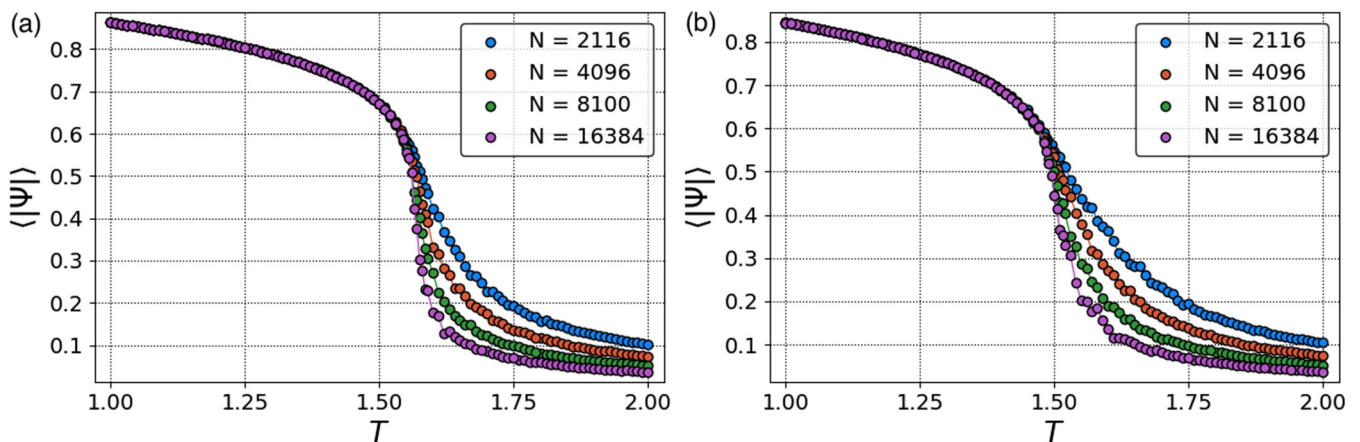 (a)
N = 2116
N = 4096
N = 8100
N = 16384
0.8
0.7
0.6
0.5
0.4
0.3
0.2
0.1
⟨|Ψ|⟩
1.00 1.25 1.50 1.75 2.00
T
(b)
N = 2116
N = 4096
N = 8100
N = 16384
0.8
0.7
0.6
0.5
0.4
0.3
0.2
0.1
⟨|Ψ|⟩
1.00 1.25 1.50 1.75 2.00
T